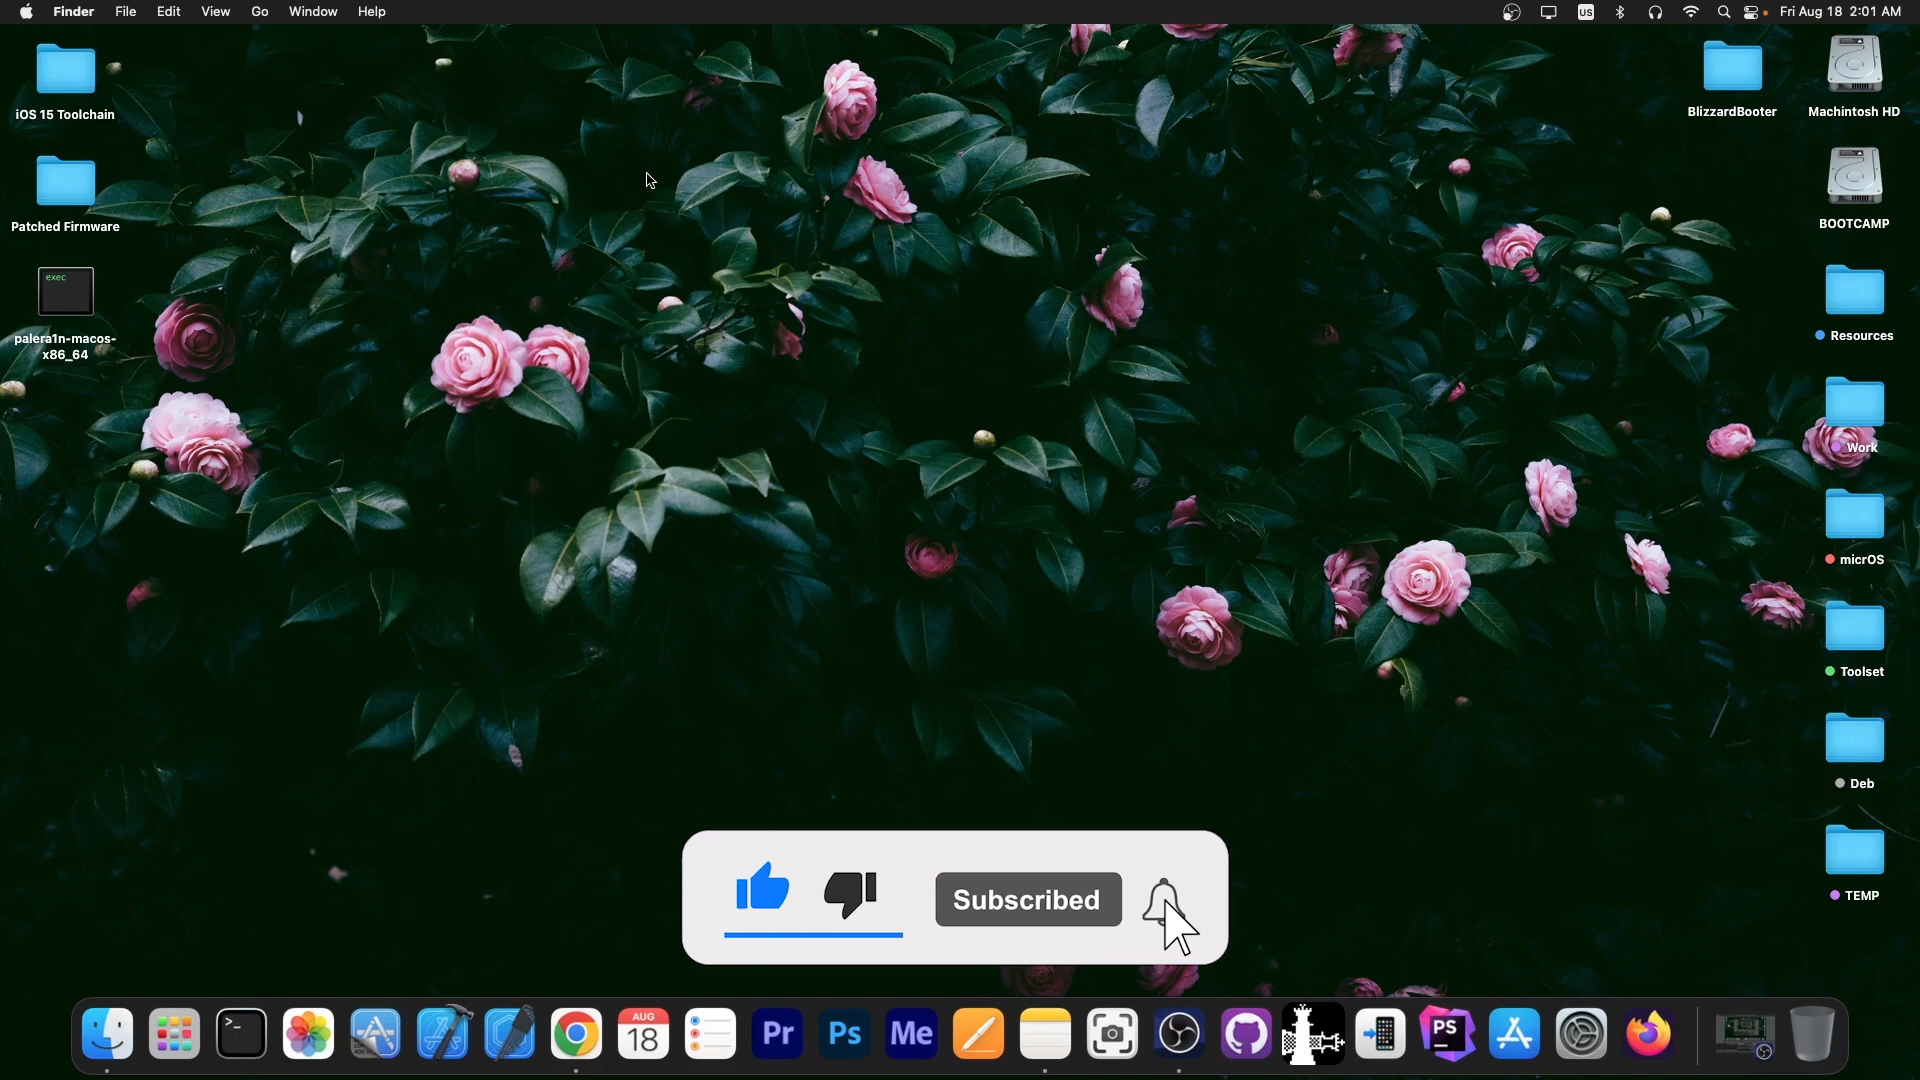 Finder File Edit View Go Window Help
US
Fri Aug 18 2:01 AM
iOS 15 Toolchain
Patched Firmware
exec
palera1n-macos-
x86_64
BlizzardBooter
Machintosh HD
BOOTCAMP
Resources
Work
micrOS
Toolset
Deb
TEMP
Subscribed
>_
AUG
18
Pr
Ps
Me
PS